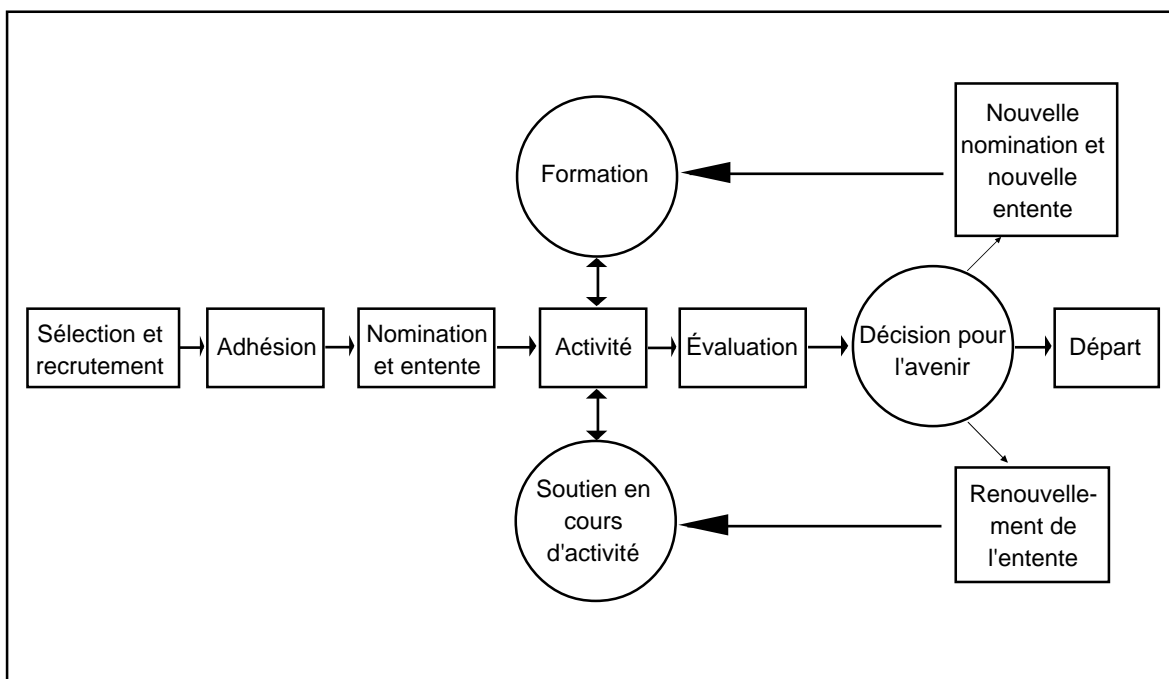 Nouvelle
nomination et
nouvelle
entente
Formation
Sélection et
recrutement
Adhésion
Nomination
et entente
Activité
Évaluation
Décision pour
l'avenir
Départ
Soutien en
cours
d'activité
Renouvelle-
ment de
l'entente